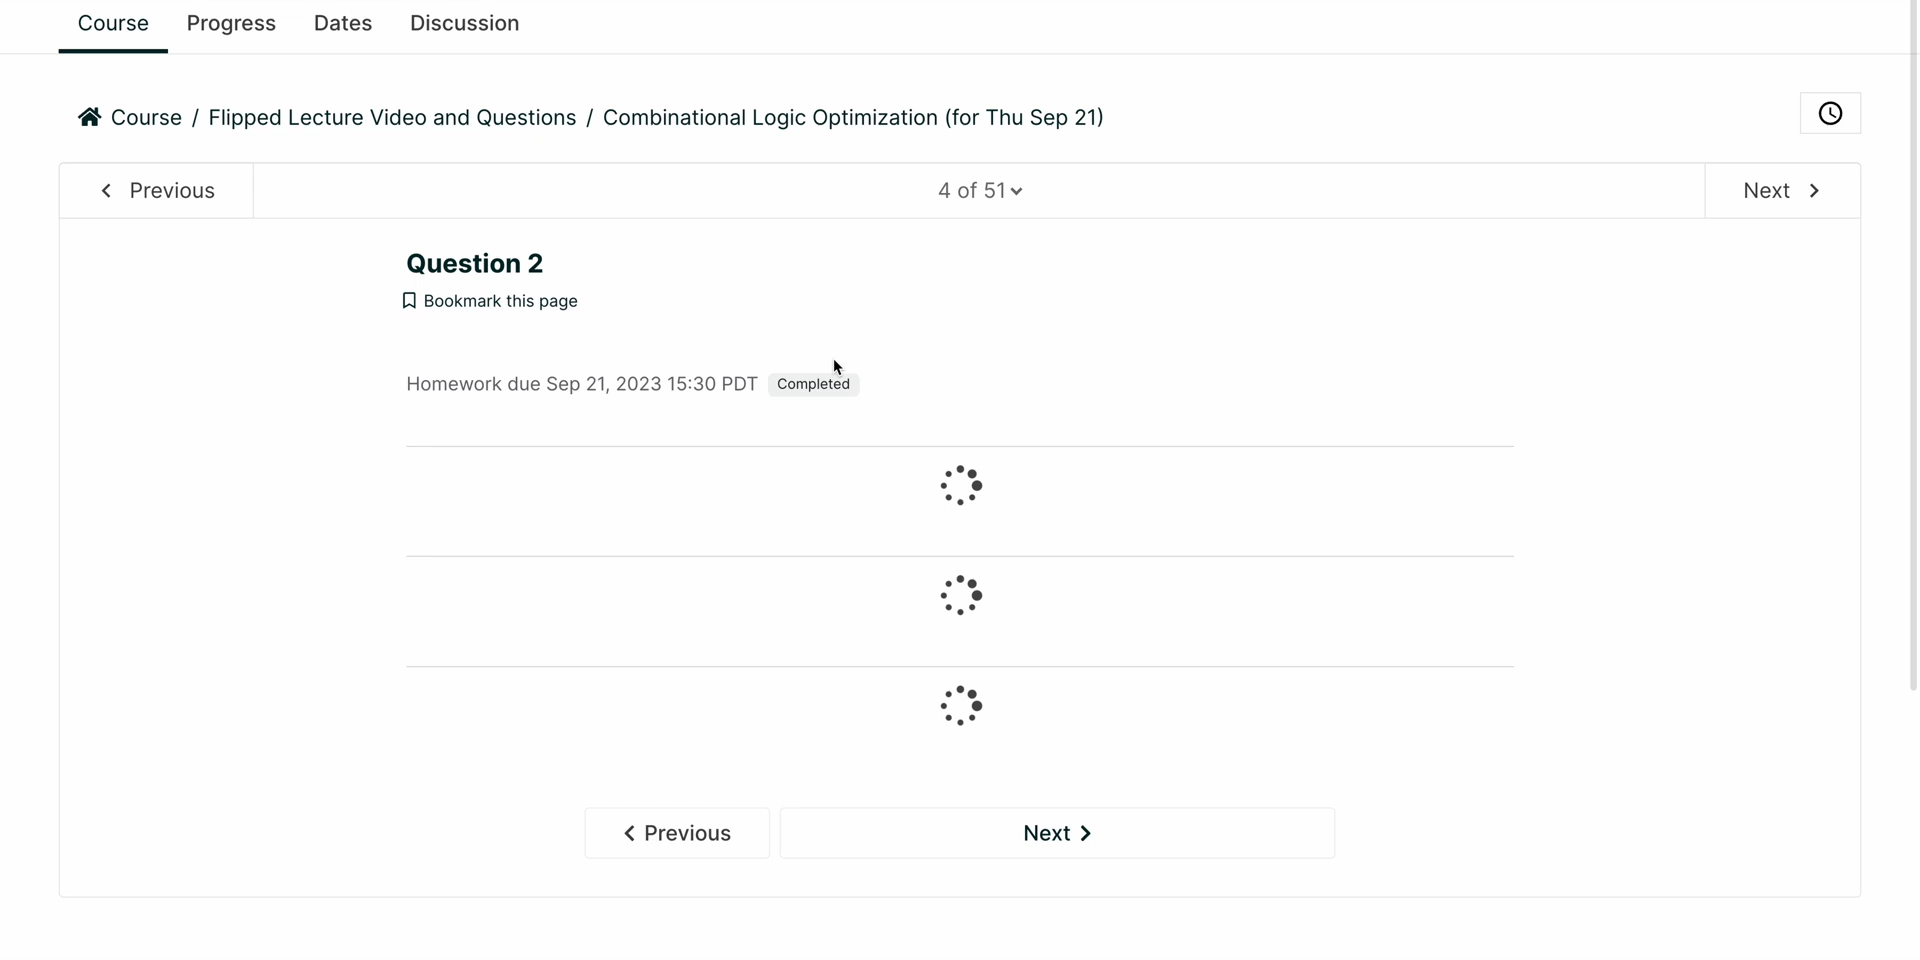 Course Progress Dates Discussion
Course / Flipped Lecture Video and Questions / Combinational Logic Optimization (for Thu Sep 21)
Previous 4 of 51 Next
Question 2
Bookmark this page
Homework due Sep 21, 2023 15:30 PDT Completed
Previous Next